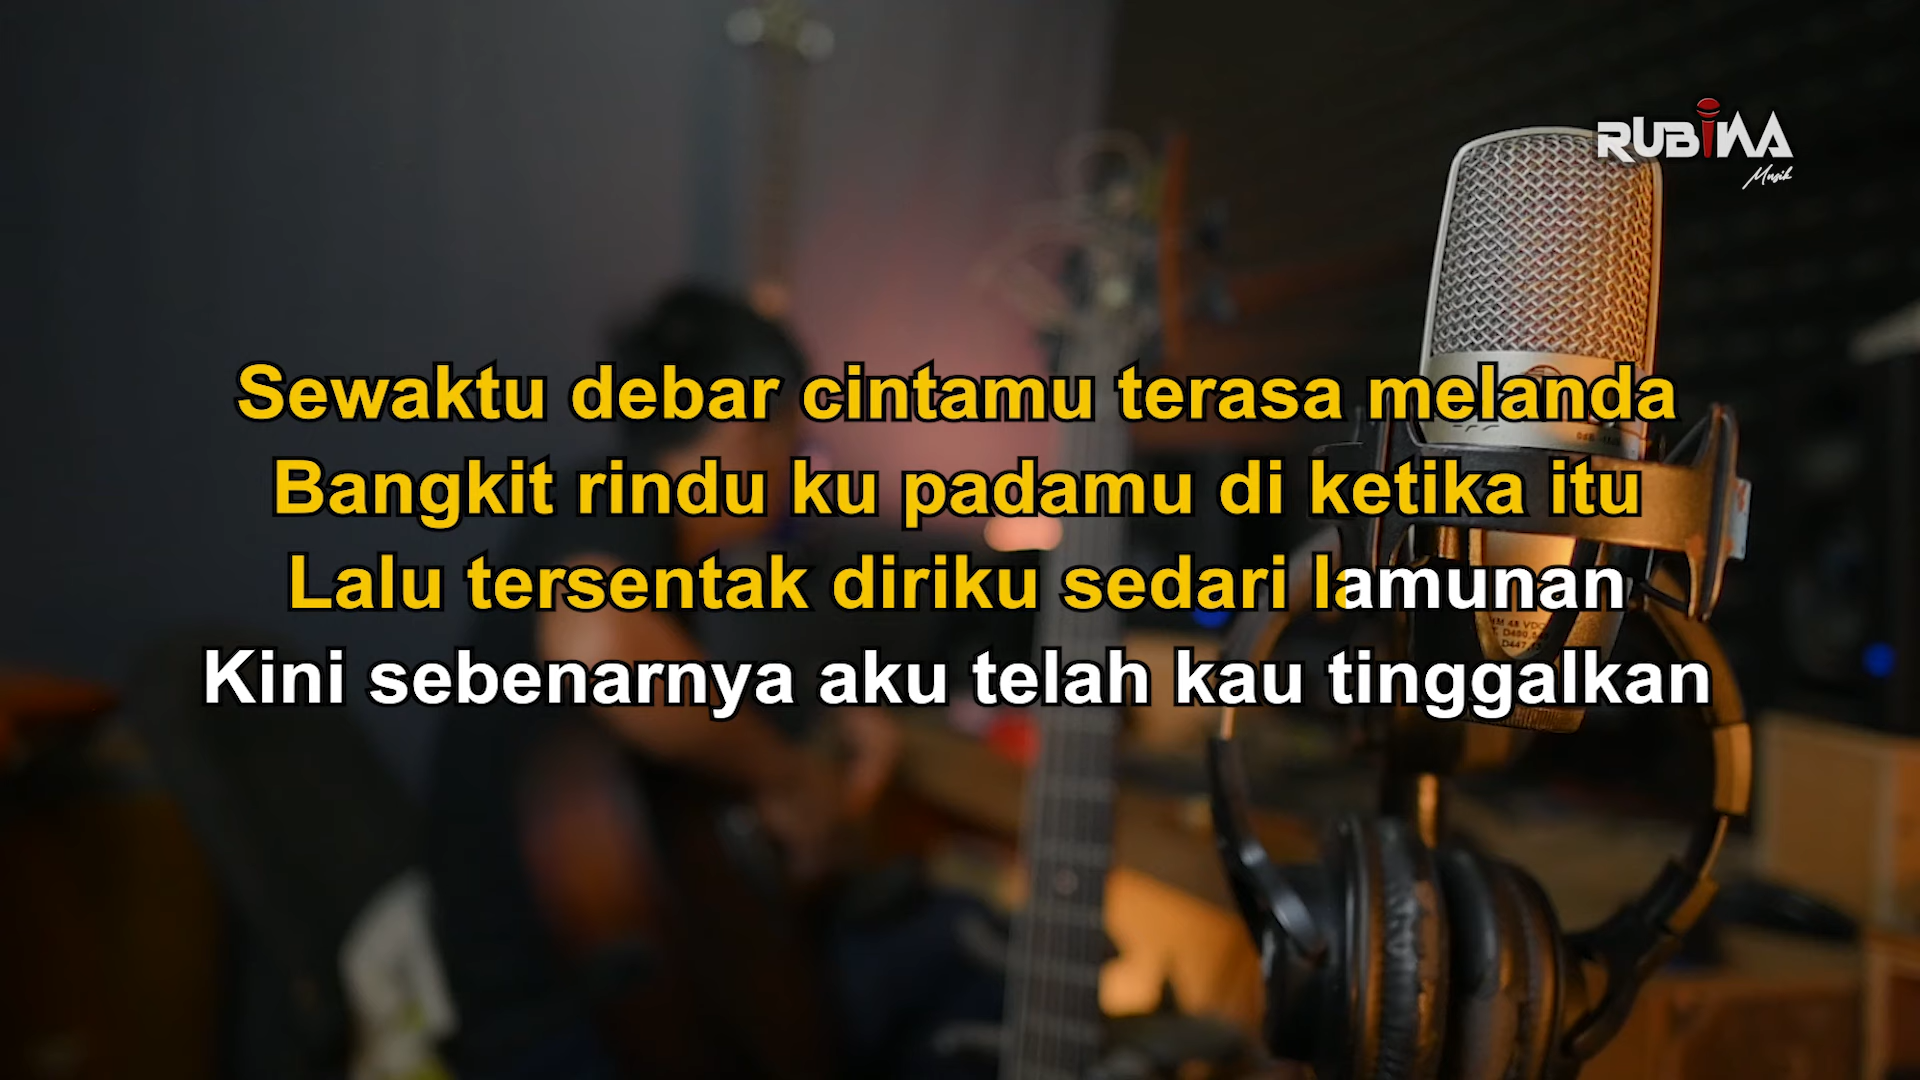 RUBINA
Musik
Sewaktu debar cintamu terasa melanda
Bangkit rindu ku padamu di ketika itu
Lalu tersentak diriku sedari lamunan
Kini sebenarnya aku telah kau tinggalkan